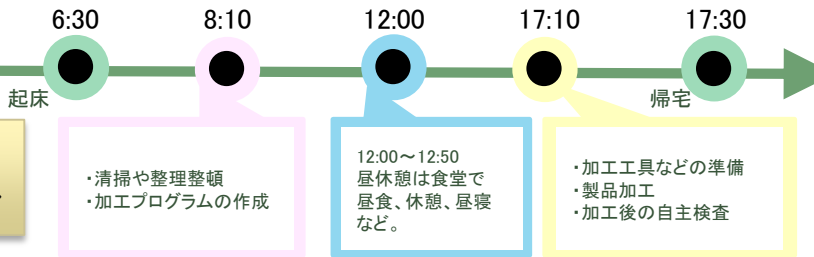 6:30
8:10
12:00
17:10
17:30
起床
帰宅
・清掃や整理整頓
・加工プログラムの作成
12:00～12:50
昼休憩は食堂で
昼食、休憩、昼寝
など。
・加工工具などの準備
・製品加工
・加工後の自主検査